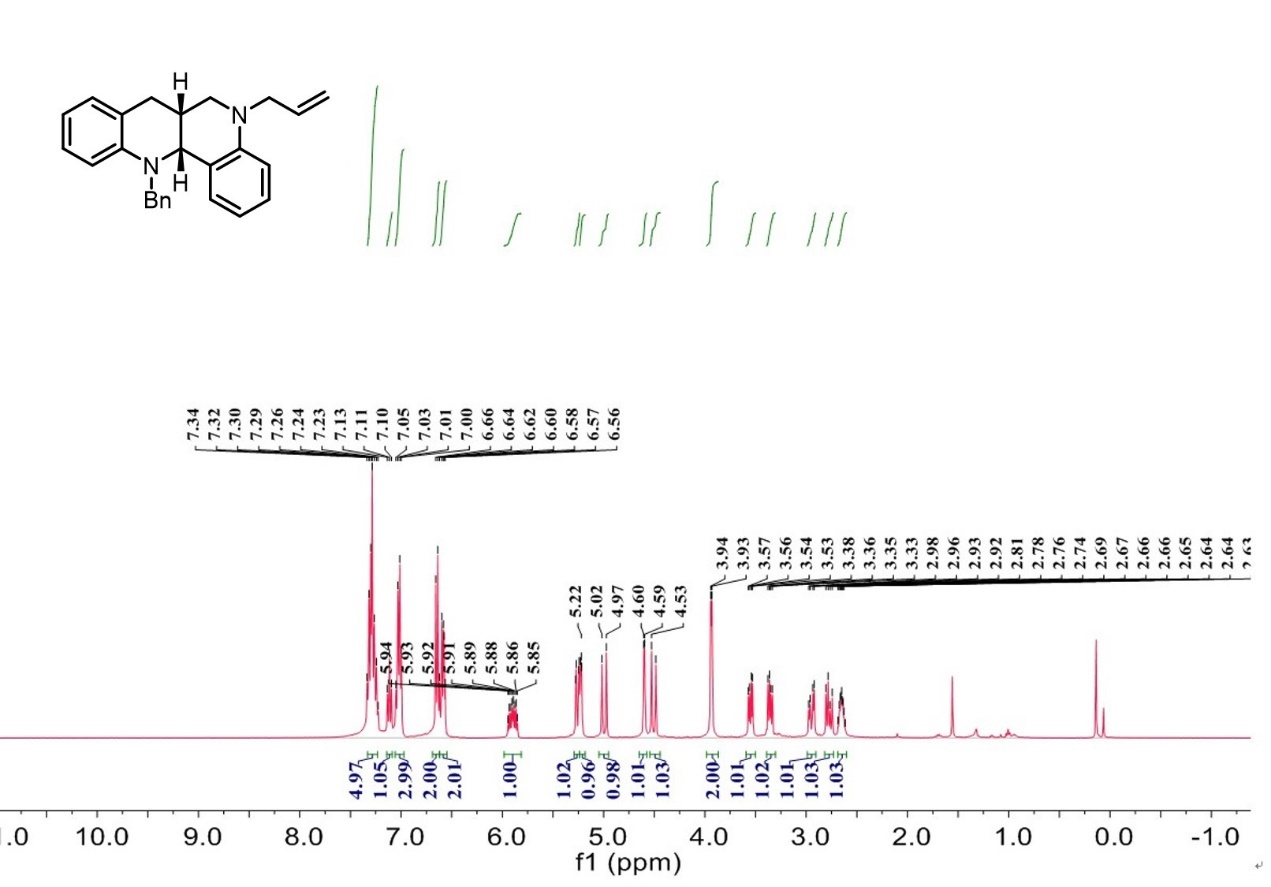 H
N
N
H
Bn
7.34 7.32 7.30 7.29 7.26 7.24 7.23 7.13 7.11 7.10 7.05 7.03 7.01 7.00 6.66 6.64 6.62 6.60 6.58 6.57 6.56
3.94 3.93 3.57 3.56 3.54 3.53 3.38 3.36 3.35 3.33 2.98 2.96 2.93 2.92 2.81 2.78 2.76 2.74 2.69 2.67 2.66 2.66 2.65 2.64 2.64 2.63
5.22 5.02 4.97 4.60 4.59 4.53
5.94 5.93 5.92 5.91 5.89 5.88 5.86 5.85
4.97 1.05 2.99 2.00 2.01 1.00 1.02 0.96 0.98 1.01 1.03 2.00 1.01 1.02 1.01 1.03 1.03
1.0 10.0 9.0 8.0 7.0 6.0 5.0 4.0 3.0 2.0 1.0 0.0 -1.0
f1 (ppm)